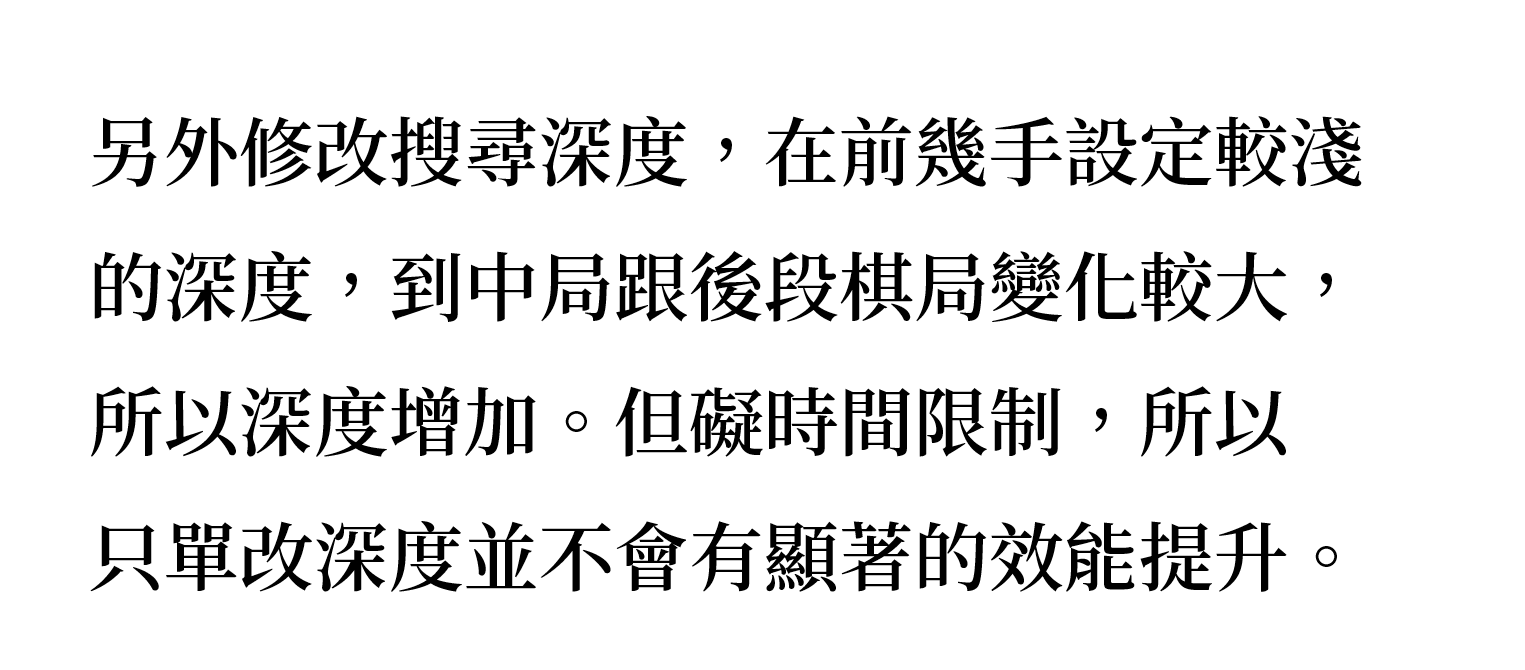 另外修改搜尋深度，在前幾手設定較淺
的深度，到中局跟後段棋局變化較大，
所以深度增加。但礙時間限制，所以
只單改深度並不會有顯著的效能提升。